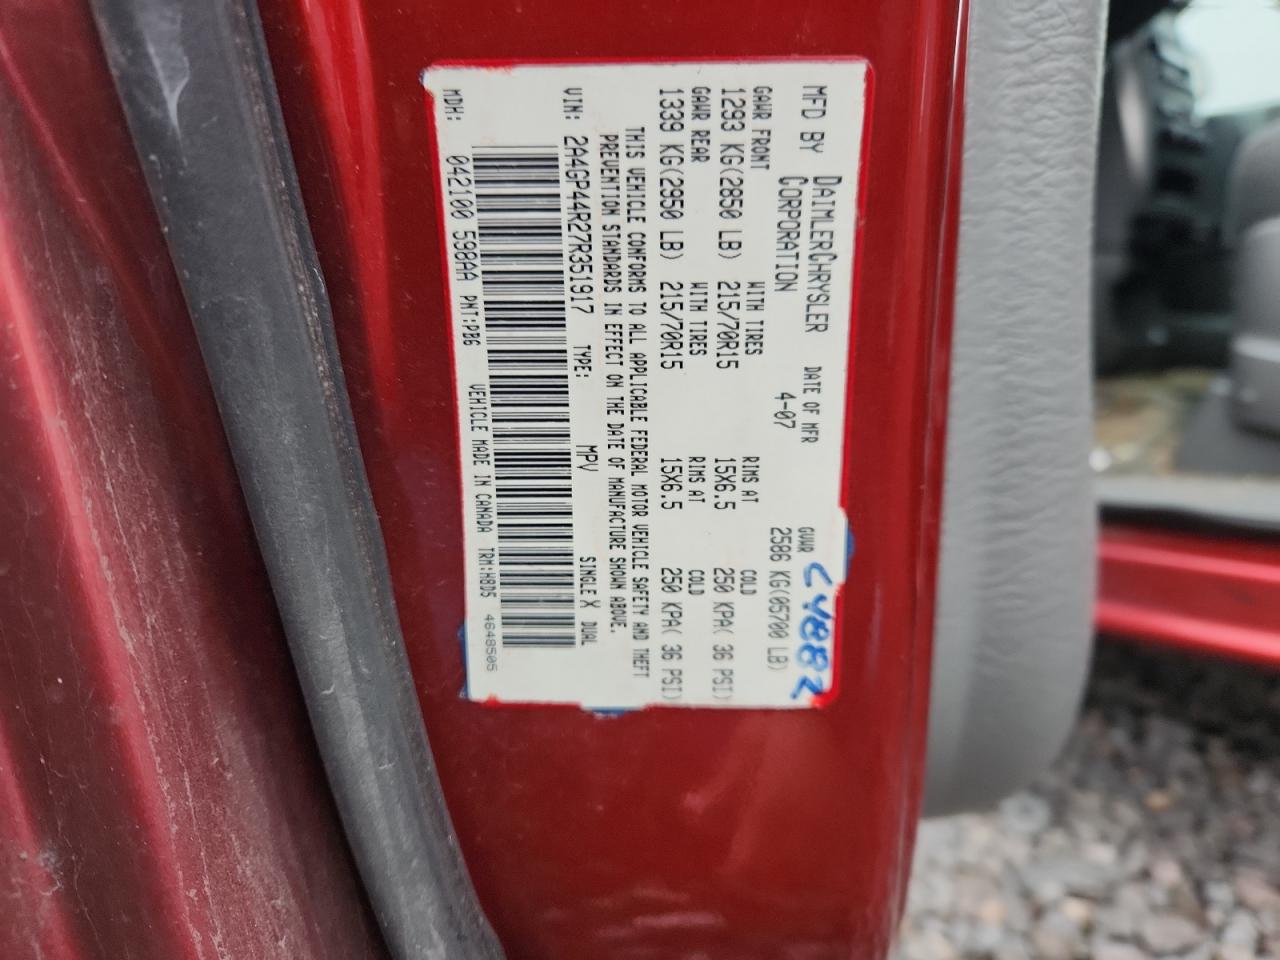 MFD BY DAIMLERCHRYSLER CORPORATION DATE OF MFR 4-07 GVWR 2586 KG(05700 LB)
C4882
GAWR FRONT WITH TIRES RIMS AT COLD
1293 KG(2850 LB) 215/70R15 15X6.5 250 KPA( 36 PSI)
GAWR REAR WITH TIRES RIMS AT COLD
1339 KG(2950 LB) 215/70R15 15X6.5 250 KPA( 36 PSI)
THIS VEHICLE CONFORMS TO ALL APPLICABLE FEDERAL MOTOR VEHICLE SAFETY AND THEFT
PREVENTION STANDARDS IN EFFECT ON THE DATE OF MANUFACTURE SHOWN ABOVE.
VIN: 2A4GP44R27R351917 TYPE: MPV SINGLE X DUAL
MDH: 042100 598AA PNT:PB6 VEHICLE MADE IN CANADA TRM:H8D5 4648505